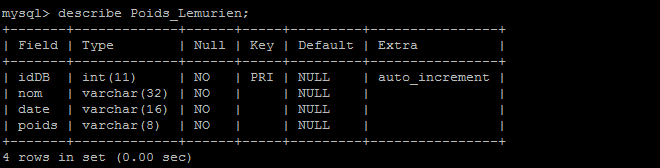 mysql> describe Poids_Lemurien;
+-------+-------------+------+-----+---------+----------------+
| Field | Type        | Null | Key | Default | Extra          |
+-------+-------------+------+-----+---------+----------------+
| idDB  | int(11)     | NO   | PRI | NULL    | auto_increment |
| nom   | varchar(32) | NO   |     | NULL    |                |
| date  | varchar(16) | NO   |     | NULL    |                |
| poids | varchar(8)  | NO   |     | NULL    |                |
+-------+-------------+------+-----+---------+----------------+
4 rows in set (0.00 sec)